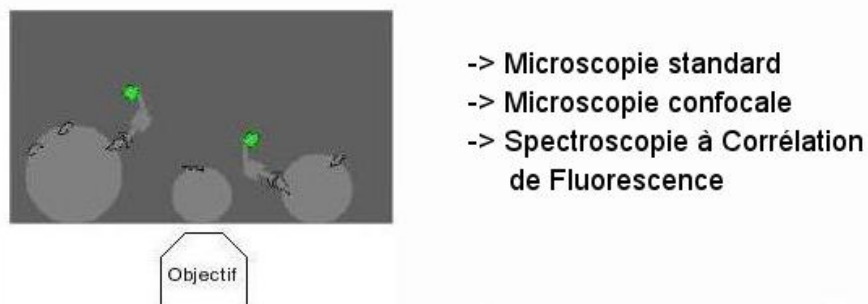 -> Microscopie standard
-> Microscopie confocale
-> Spectroscopie à Corrélation
de Fluorescence
Objectif